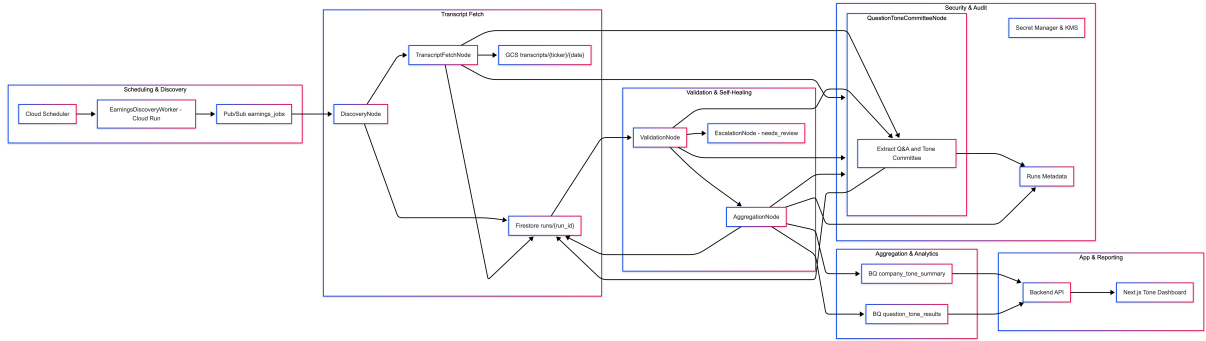 Scheduling & Discovery
Cloud Scheduler
EarningsDiscoveryWorker -
Cloud Run
Pub/Sub earnings_jobs
Transcript Fetch
DiscoveryNode
TranscriptFetchNode
GCS transcripts/{ticker}/{date}
Firestore runs/{run_id}
Validation & Self-Healing
ValidationNode
EscalationNode - needs_review
AggregationNode
Security & Audit
QuestionToneCommitteeNode
Extract Q&A and Tone
Committee
Secret Manager & KMS
Runs Metadata
Aggregation & Analytics
BQ company_tone_summary
BQ question_tone_results
App & Reporting
Backend API
Next.js Tone Dashboard